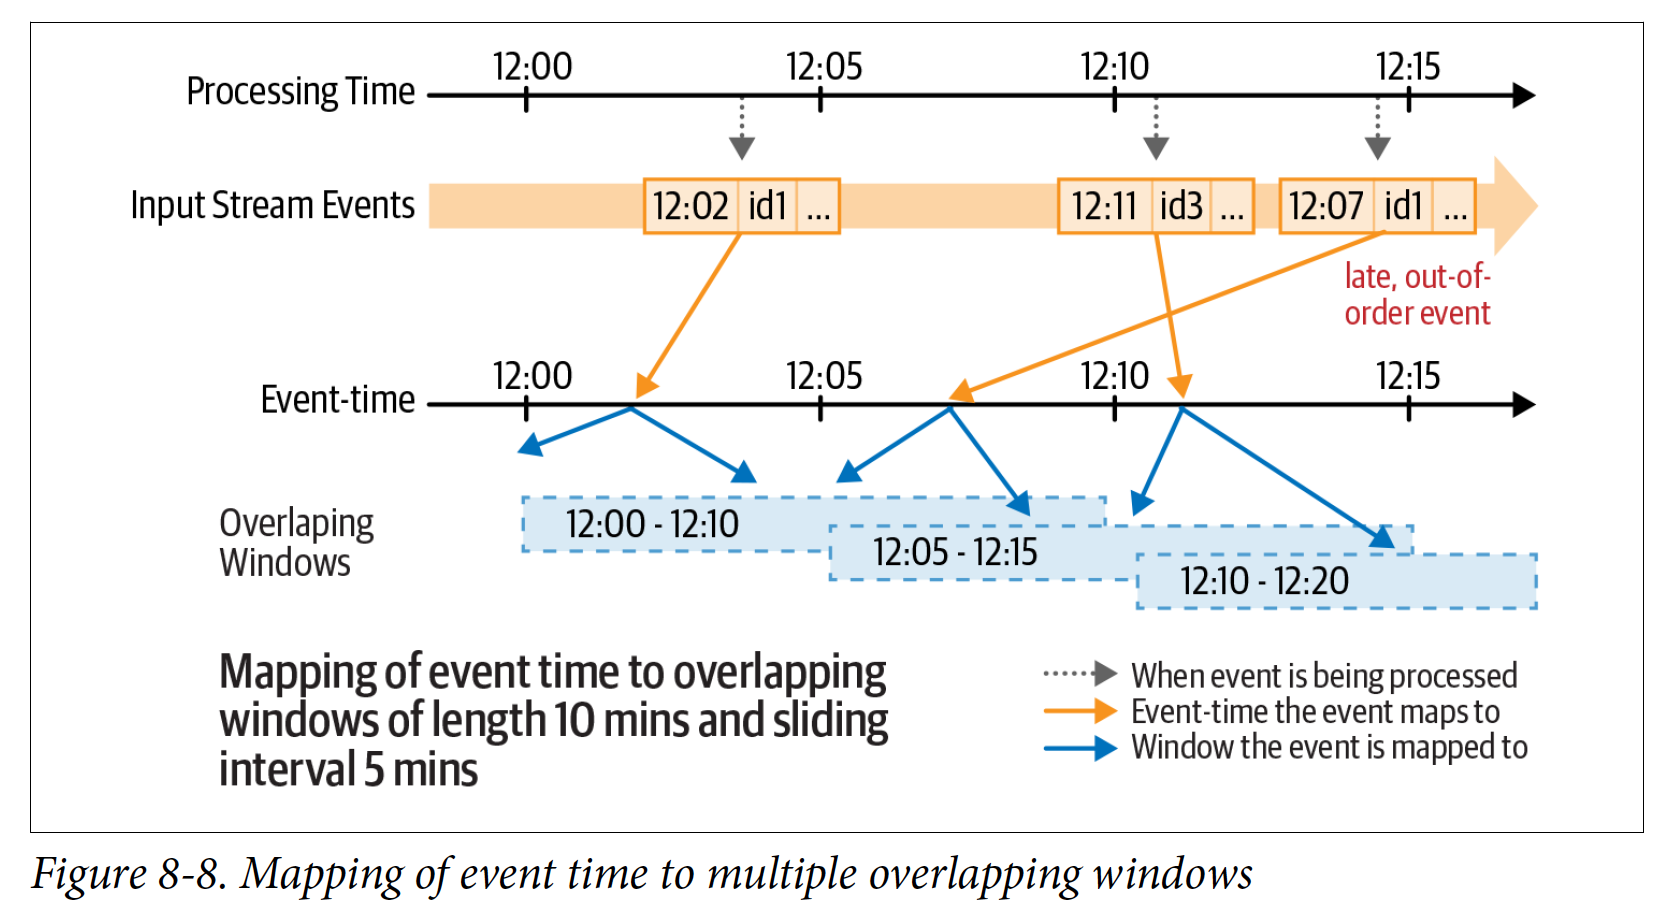 12:00 12:05 12:10 12:15
Processing Time
Input Stream Events
12:02 id1 ...
12:11 id3 ...
12:07 id1 ...
late, out-of-
order event
12:00 12:05 12:10 12:15
Event-time
Overlaping
Windows
12:00 - 12:10
12:05 - 12:15
12:10 - 12:20
Mapping of event time to overlapping
windows of length 10 mins and sliding
interval 5 mins
When event is being processed
Event-time the event maps to
Window the event is mapped to
Figure 8-8. Mapping of event time to multiple overlapping windows